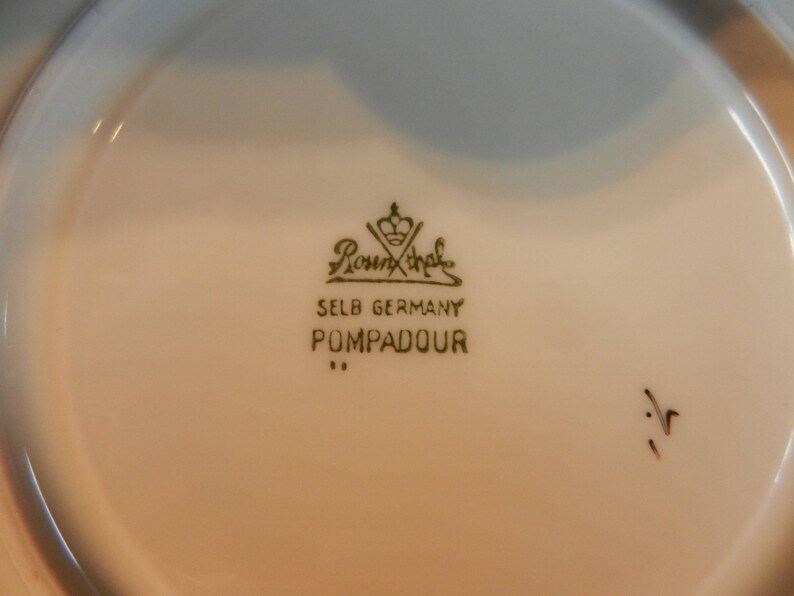 Rosenthal
SELB GERMANY
POMPADOUR